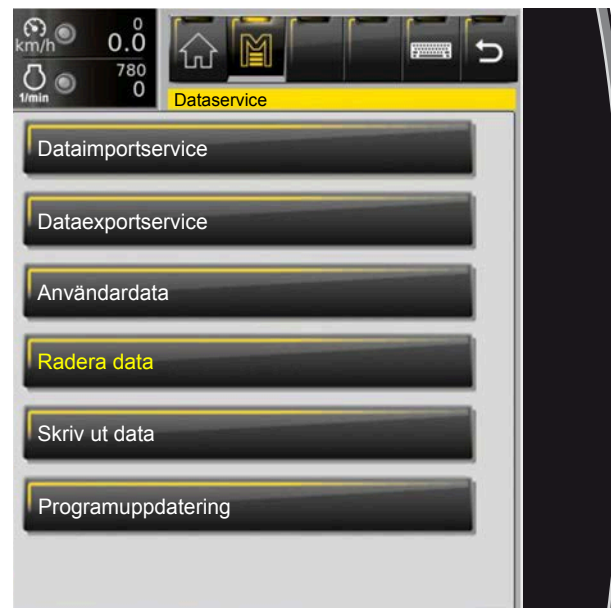 km/h 0
0.0
1/min 780
0
M
Dataservice
Dataimportservice
Dataexportservice
Användardata
Radera data
Skriv ut data
Programuppdatering